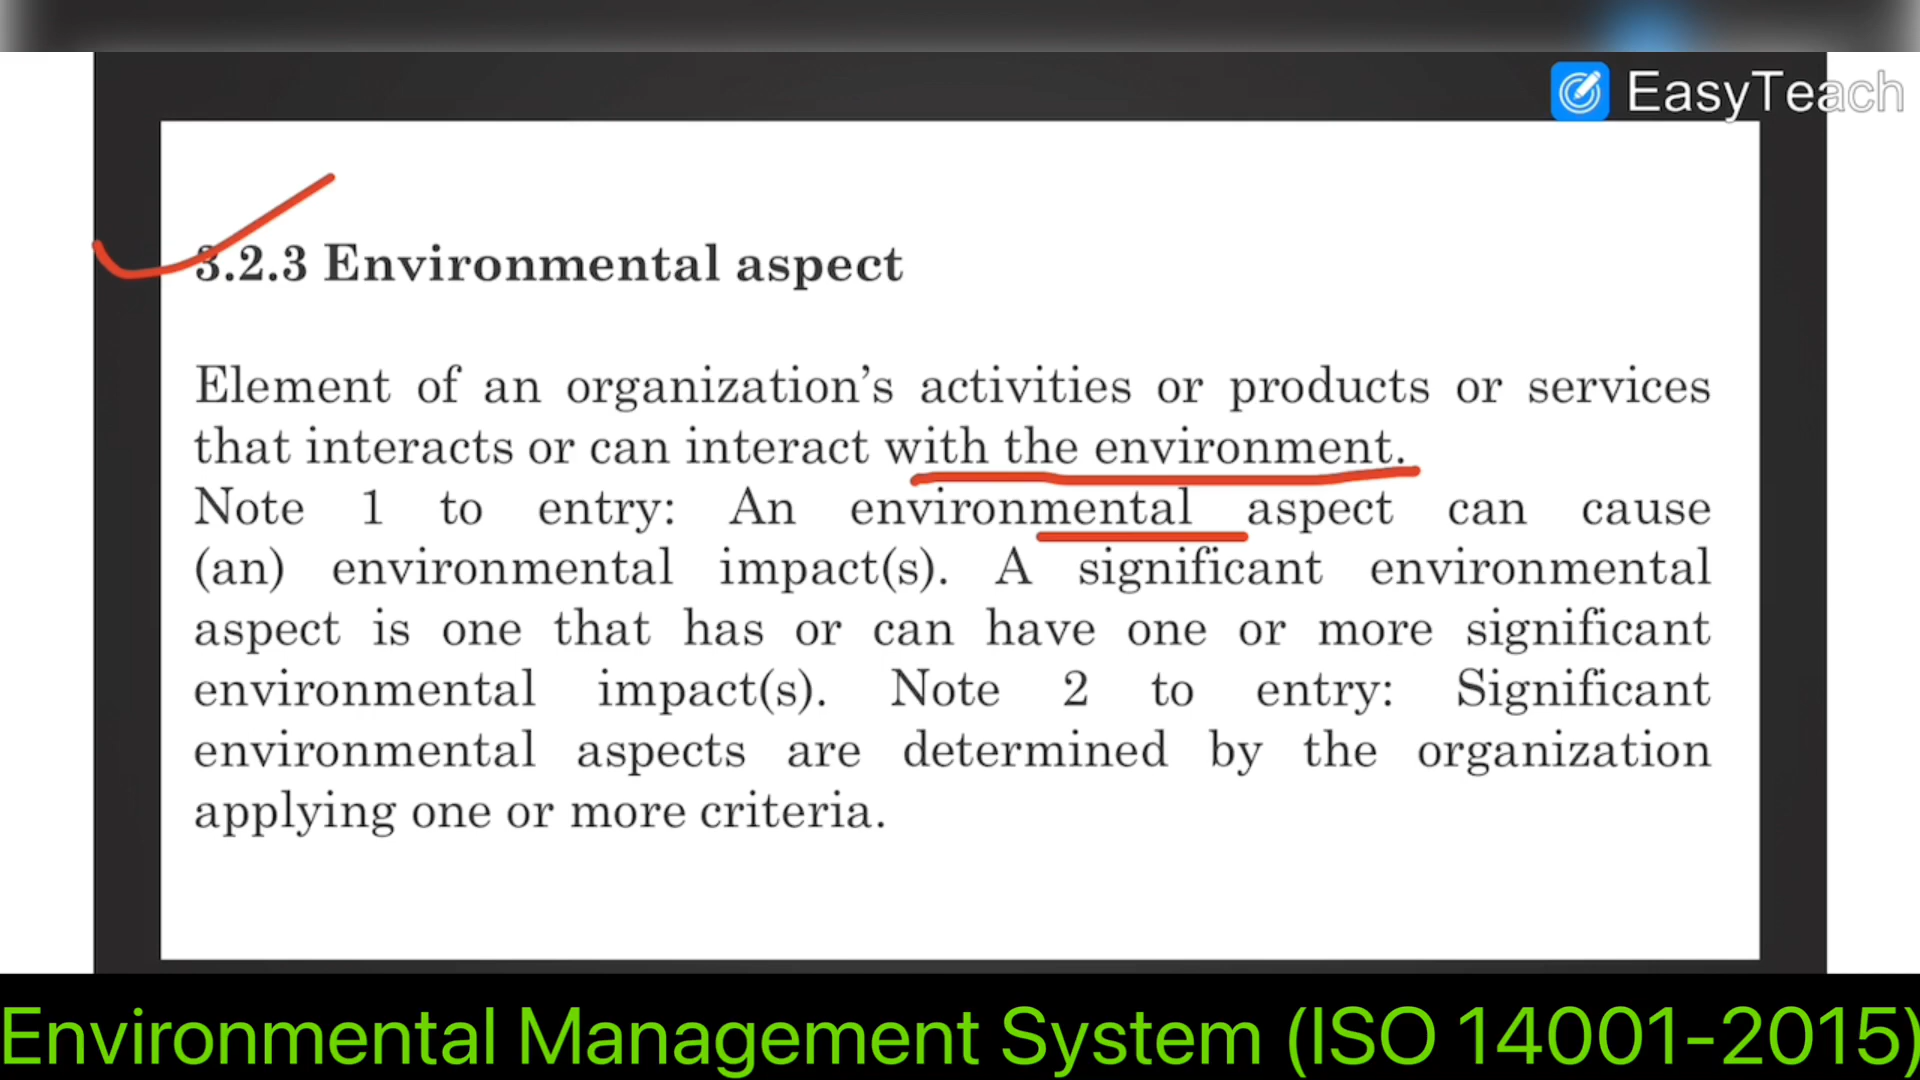 EasyTeach
3.2.3 Environmental aspect
Element of an organization’s activities or products or services
that interacts or can interact with the environment.
Note 1 to entry: An environmental aspect can cause
(an) environmental impact(s). A significant environmental
aspect is one that has or can have one or more significant
environmental impact(s). Note 2 to entry: Significant
environmental aspects are determined by the organization
applying one or more criteria.
Environmental Management System (ISO 14001-2015)